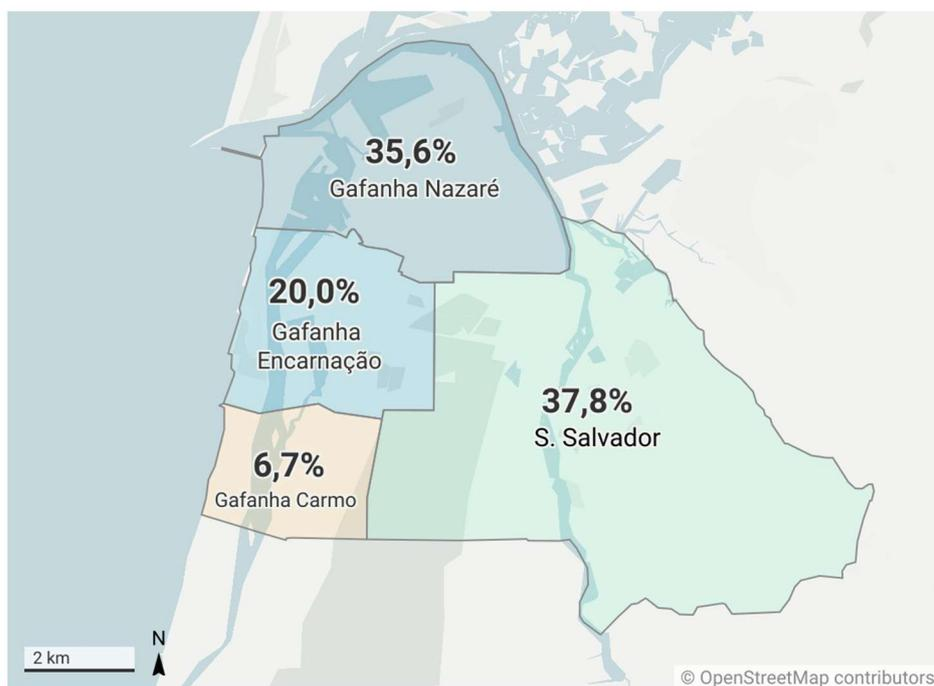 35,6%
Gafanha Nazaré
20,0%
Gafanha
Encarnação
37,8%
S. Salvador
6,7%
Gafanha Carmo
N
2 km
© OpenStreetMap contributors